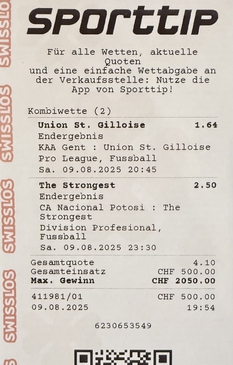 sporttip
Für alle Wetten, aktuelle
Quoten
und eine einfache Wettabgabe an
der Verkaufsstelle: Nutze die
App von Sporttip!
Kombiwette (2)
Union St. Gilloise 1.64
Endergebnis
KAA Gent : Union St. Gilloise
Pro League, Fussball
Sa. 09.08.2025 20:45
The Strongest 2.50
Endergebnis
CA Nacional Potosi : The
Strongest
Division Profesional,
Fussball
Sa. 09.08.2025 23:30
Gesamtquote 4.10
Gesamteinsatz CHF 500.00
Max. Gewinn CHF 2050.00
411981/01 CHF 500.00
09.08.2025 19:54
6230653549
SWISSLOS
SWISSLOS
SWISSLOS
SWISSLOS